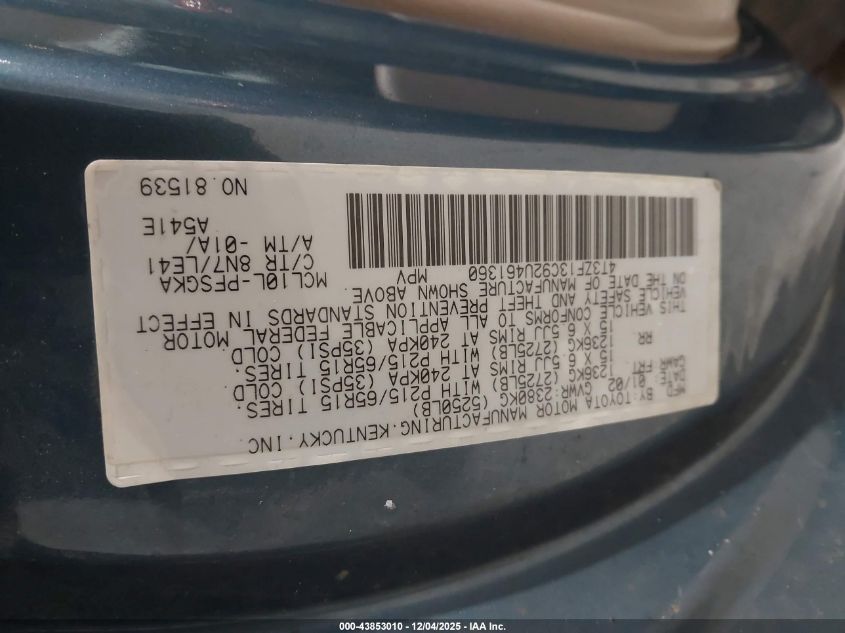 MFD BY: TOYOTA MOTOR MANUFACTURING, KENTUCKY, INC
DATE: 01/02 GVWR: 2380KG (5250LB)
GAWR FRT 1236KG (2725LB) WITH P215/65R15 TIRES,
15 X 6.5JJ RIMS AT 240KPA (35PSI) COLD
RR 1236KG (2725LB) WITH P215/65R15 TIRES,
15 X 6.5JJ RIMS AT 240KPA (35PSI) COLD
THIS VEHICLE CONFORMS TO ALL APPLICABLE FEDERAL MOTOR
VEHICLE SAFETY AND THEFT PREVENTION STANDARDS IN EFFECT
ON THE DATE OF MANUFACTURE SHOWN ABOVE
4T3ZF13C92U461360 MPV
MCL10L-PFSGKA
C/TR 8N7/LE41
A/TM -01A/
A541E
NO.81539
000-43853010 - 12/04/2025 - IAA Inc.